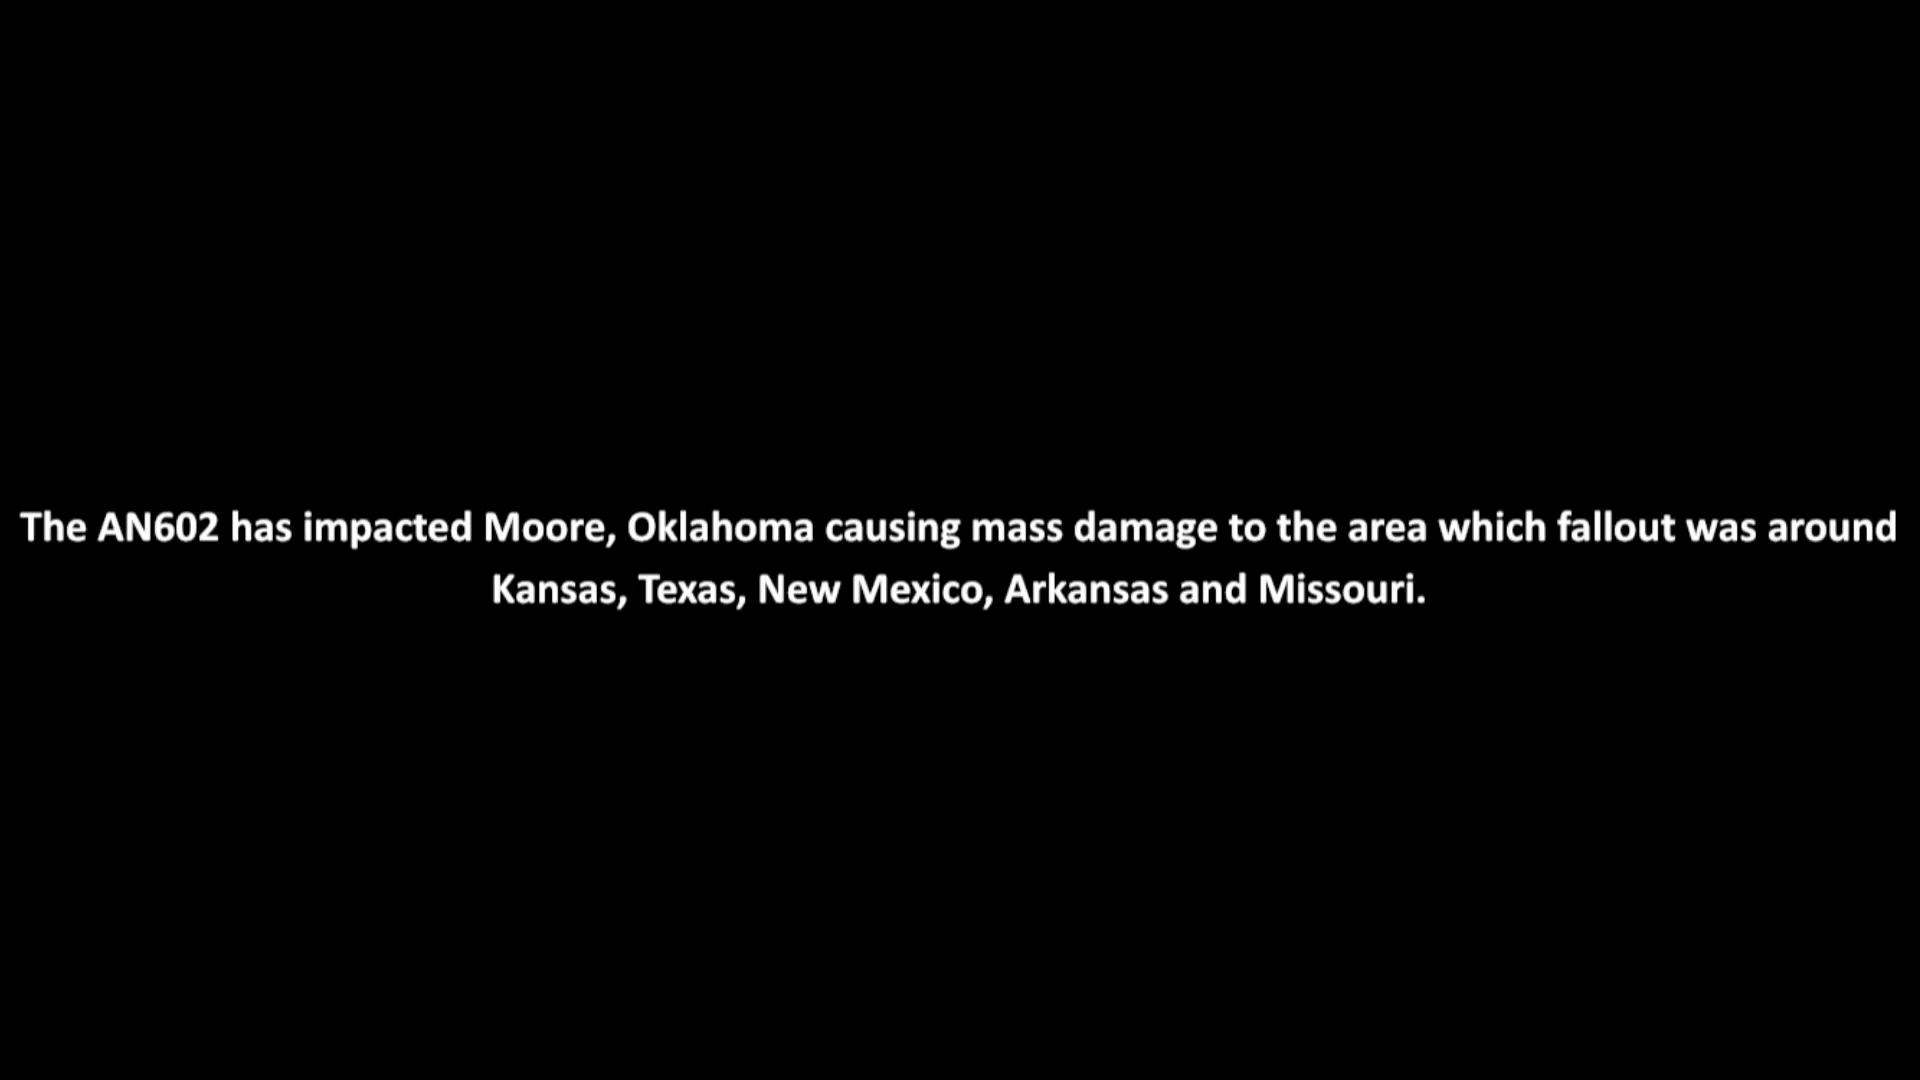 The AN602 has impacted Moore, Oklahoma causing mass damage to the area which fallout was around
Kansas, Texas, New Mexico, Arkansas and Missouri.